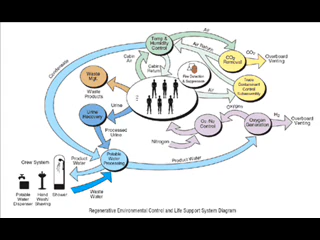 Temp &
Humidity
Control
Air
CO₂
Removal
CO₂
Overboard
Venting
Cabin
Air
Air Return
Cabin
Return
Air
Fire Detection
& Suppression
Trace
Contaminant
Control
Subassembly
Condensate
Waste
Mgt.
Waste
Products
Urine
Urine
Recovery
Processed
Urine
Oxygen
O₂/N₂
Control
Nitrogen
Oxygen
Generation
H₂
Overboard
Venting
Product Water
Potable
Water
Processing
Crew System
Product
Water
Waste
Water
Potable
Water
Dispenser
Hand
Wash/
Shaving
Shower
Regenerative Environmental Control and Life Support System Diagram